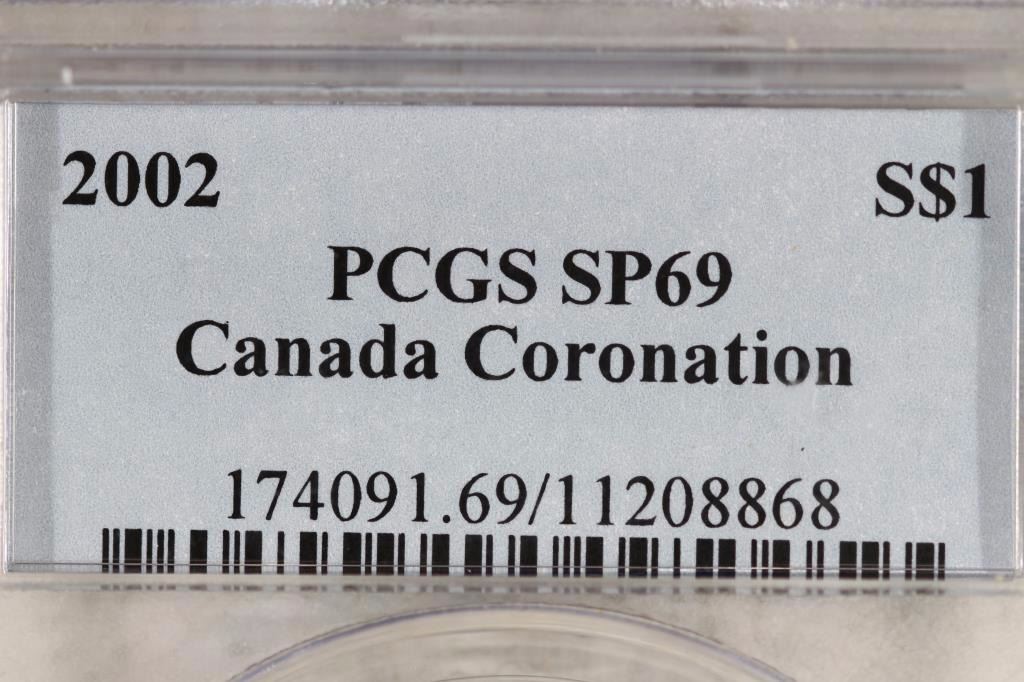 2002 S$1
PCGS SP69
Canada Coronation
174091.69/11208868